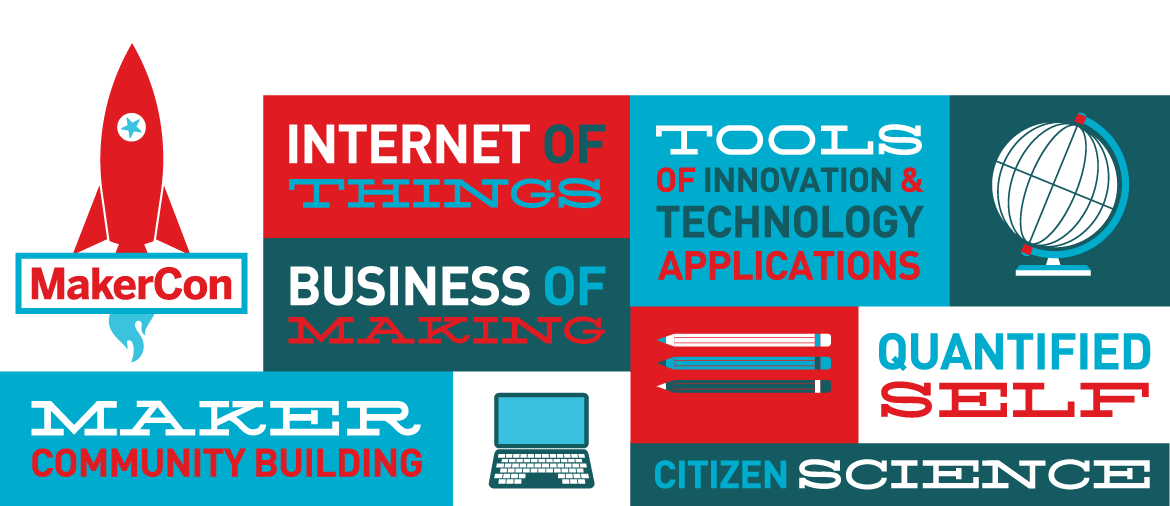 MakerCon
INTERNET OF
THINGS
BUSINESS OF
MAKING
MAKER
COMMUNITY BUILDING
TOOLS
OF INNOVATION &
TECHNOLOGY
APPLICATIONS
QUANTIFIED
SELF
CITIZEN SCIENCE